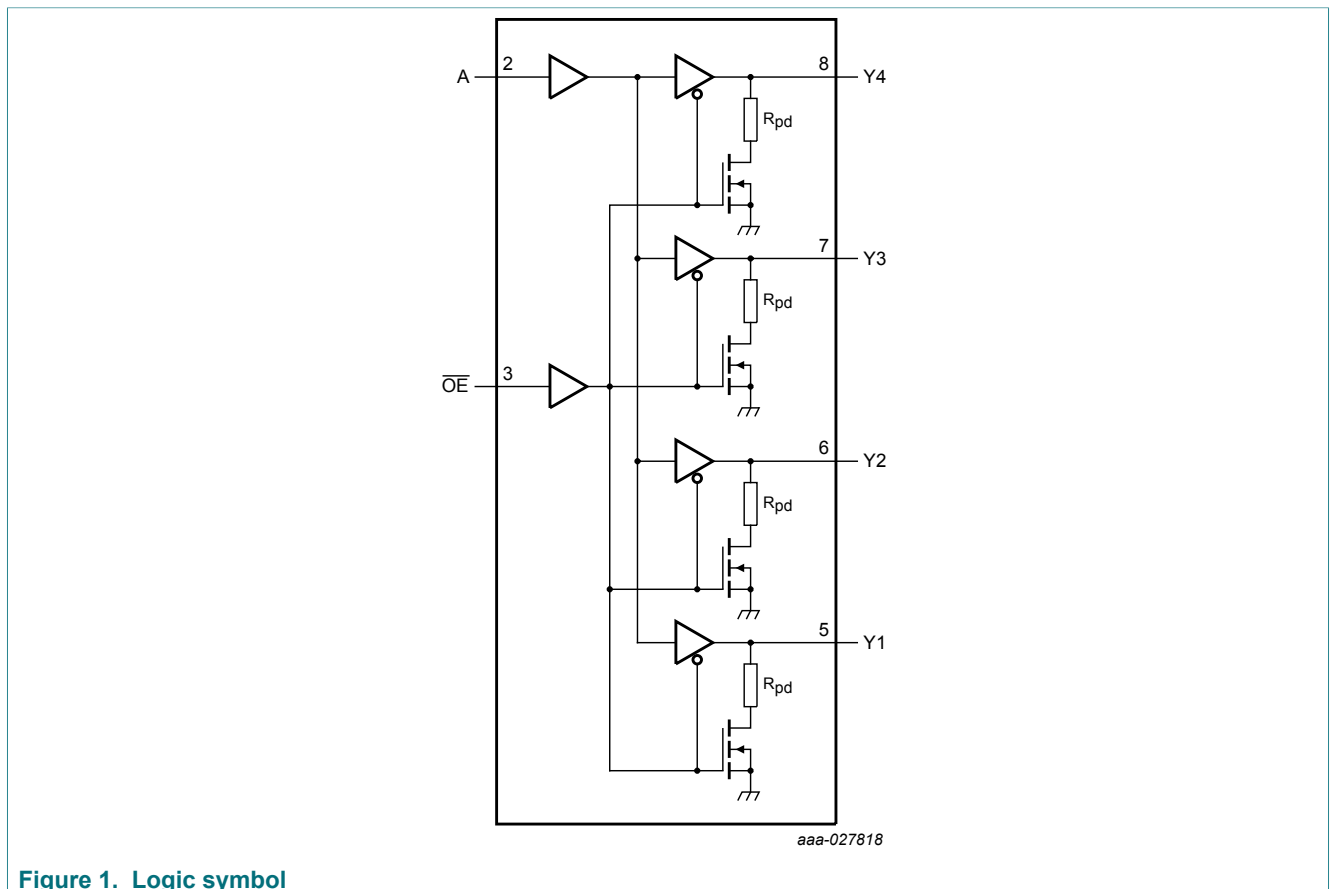 A 2 8 Y4
Rpd
7 Y3
Rpd
OE 3
6 Y2
Rpd
5 Y1
Rpd
aaa-027818
Figure 1. Logic symbol